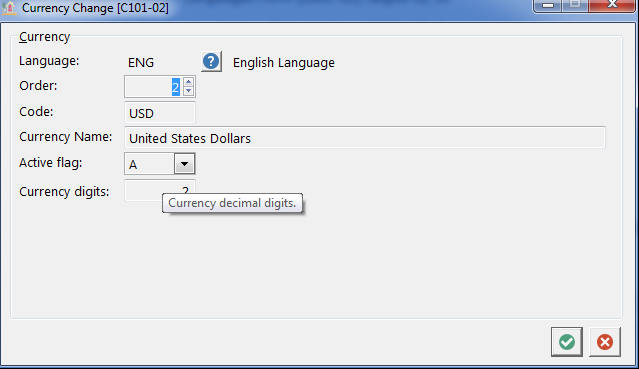 Currency Change [C101-02]
Currency
Language: ENG ? English Language
Order: 2
Code: USD
Currency Name: United States Dollars
Active flag: A
Currency digits: 2
Currency decimal digits.